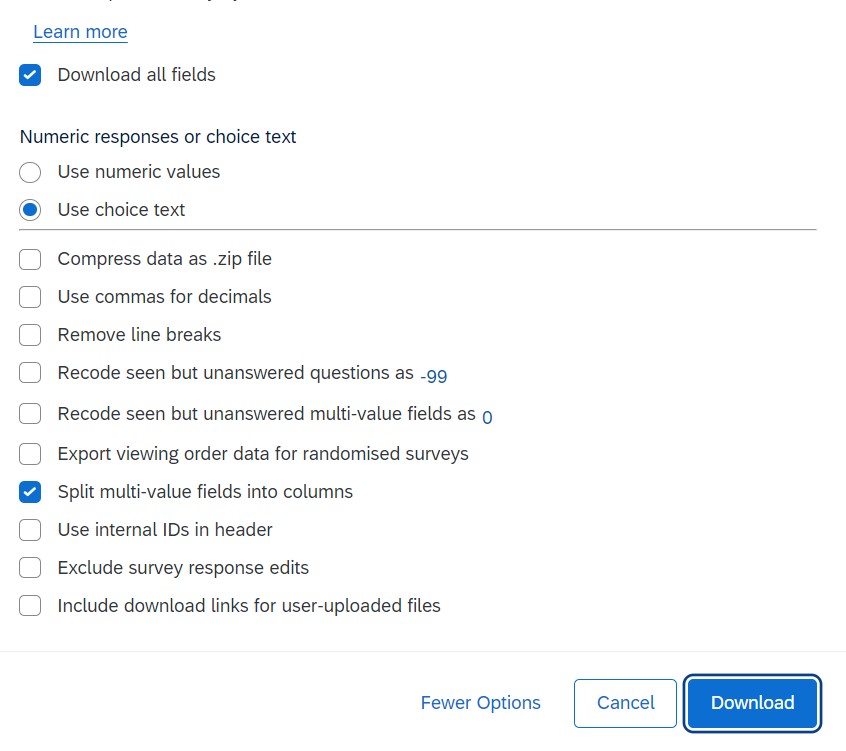 Learn more
Download all fields
Numeric responses or choice text
Use numeric values
Use choice text
Compress data as .zip file
Use commas for decimals
Remove line breaks
Recode seen but unanswered questions as -99
Recode seen but unanswered multi-value fields as 0
Export viewing order data for randomised surveys
Split multi-value fields into columns
Use internal IDs in header
Exclude survey response edits
Include download links for user-uploaded files
Fewer Options Cancel Download